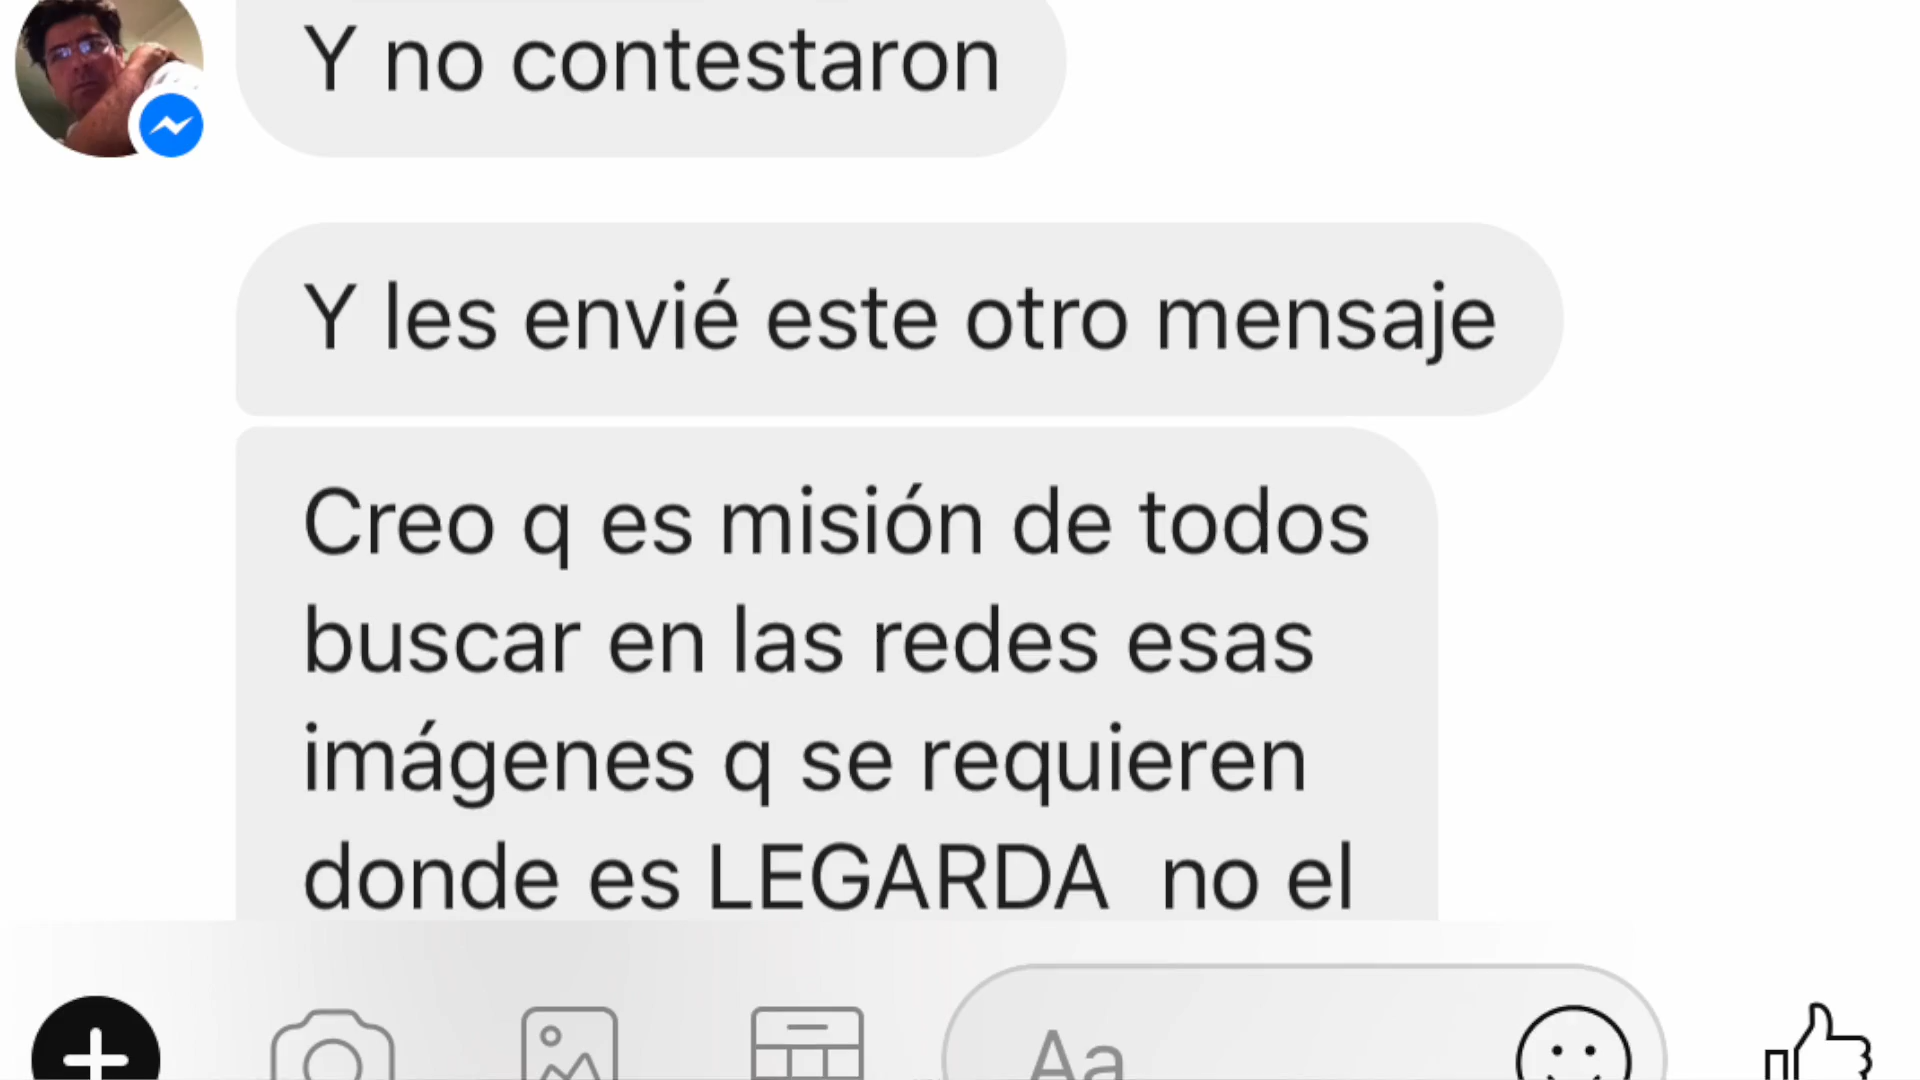 Y no contestaron
Y les envié este otro mensaje
Creo q es misión de todos
buscar en las redes esas
imágenes q se requieren
donde es LEGARDA  no el
Aa